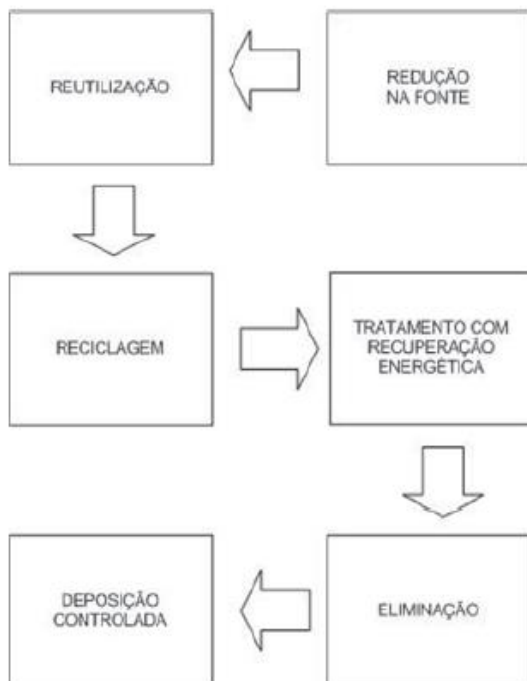 REUTILIZAÇÃO
REDUÇÃO
NA FONTE
RECICLAGEM
TRATAMENTO COM
RECUPERAÇÃO
ENERGÉTICA
DEPOSIÇÃO
CONTROLADA
ELIMINAÇÃO